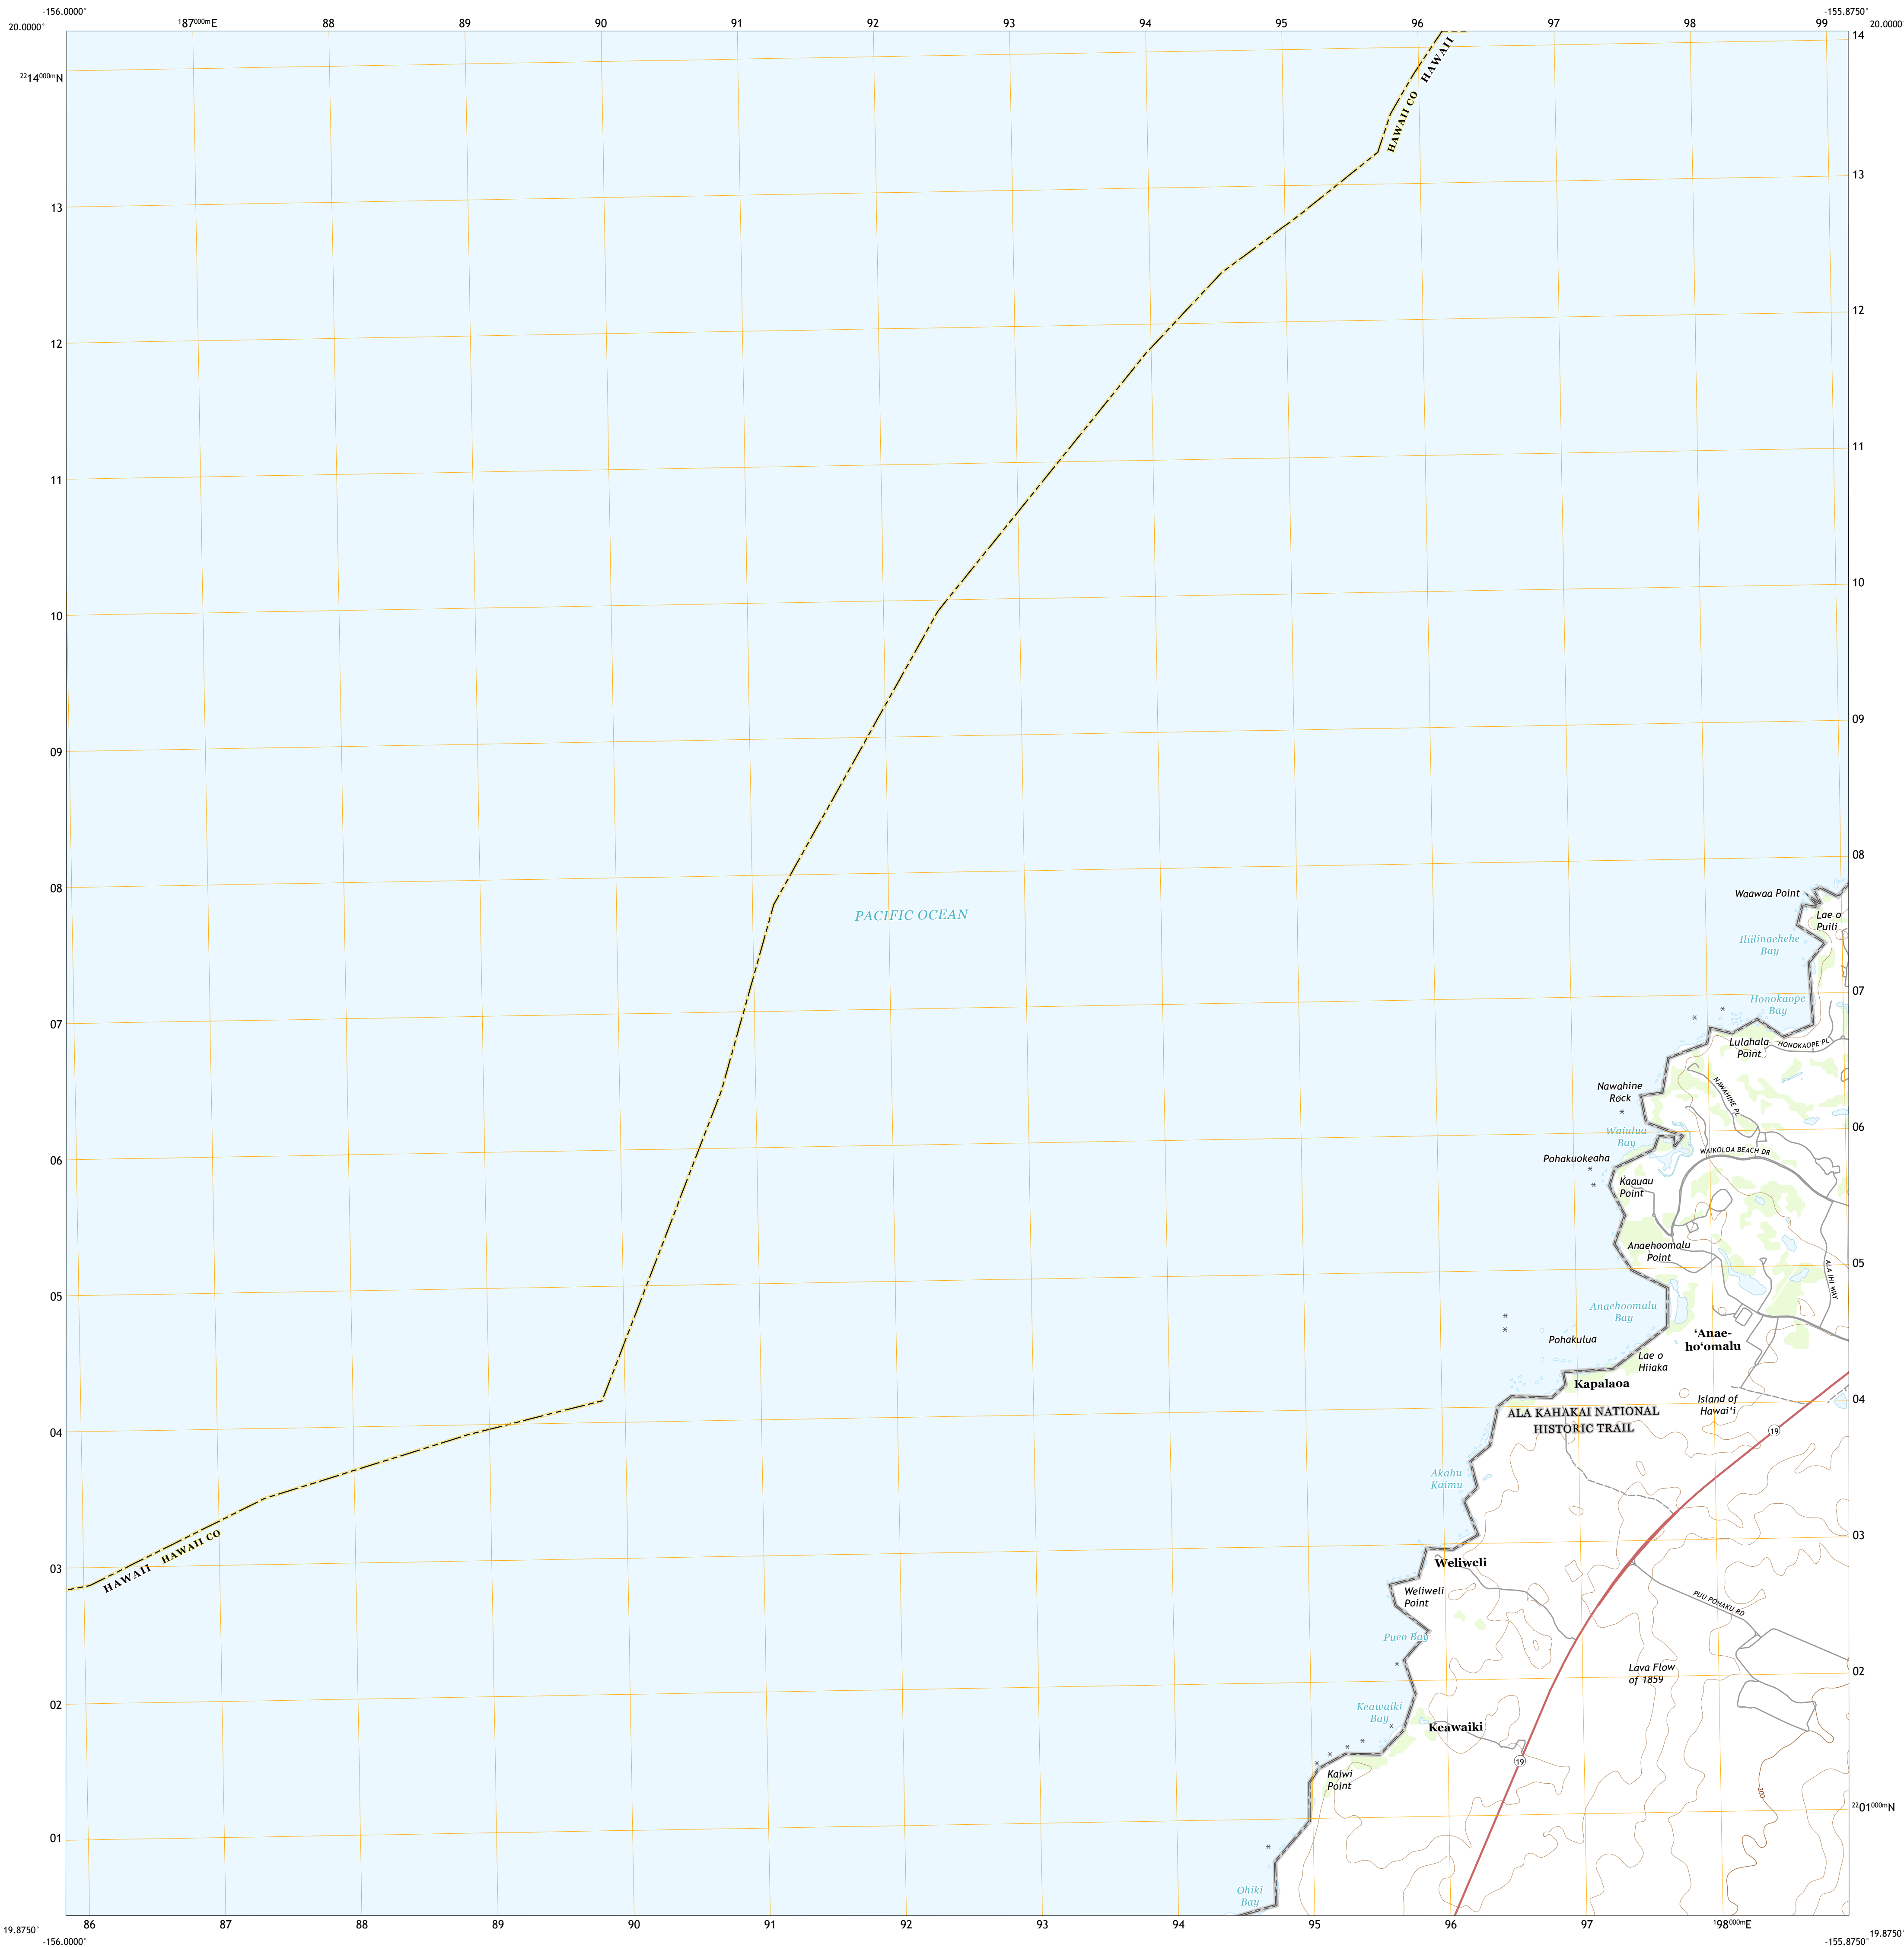 -156.0000°
-155.8750°
20.0000°
187000mE
89
88
90
91
92
93
94
95
96
97
98
99
20.0000°
2214000mN
14
HAWAII
HAWAII CO
13
13
12
12
11
11
10
10
09
09
08
08
Waawaa Point
PACIFIC OCEAN
Lae o
Puili
Iliilinaehehe
Bay
07
Honokaope
Bay
07
Lulahala
Point
HONOKAOPE PL
Nawahine
Rock
NAWAHINE PL
06
Waiulua
Bay
WAIKOLOA BEACH DR
06
Pohakuokeaha
Kaauau
Point
Anaehoomalu
Point
05
ALA IHI WAY
05
Anaehoomalu
Bay
Pohakulua
ʻAnae-
hoʻomalu
Lae o
Hiiaka
Kapalaoa
04
Island of
Hawaiʻi
ALA KAHAKAI NATIONAL
HISTORIC TRAIL
19
04
Akahu
Kaimu
03
HAWAII CO
HAWAII
Weliweli
03
Weliweli
Point
PUU POHAKU RD
Pueo Bay
Lava Flow
of 1859
02
02
Keawaiki
Bay
Keawaiki
19
Kaiwi
Point
200
2201000mN
01
Ohiki
Bay
86
87
88
89
90
91
92
93
94
95
96
97
198000mE
19.8750°
19.8750°
-156.0000°
-155.8750°